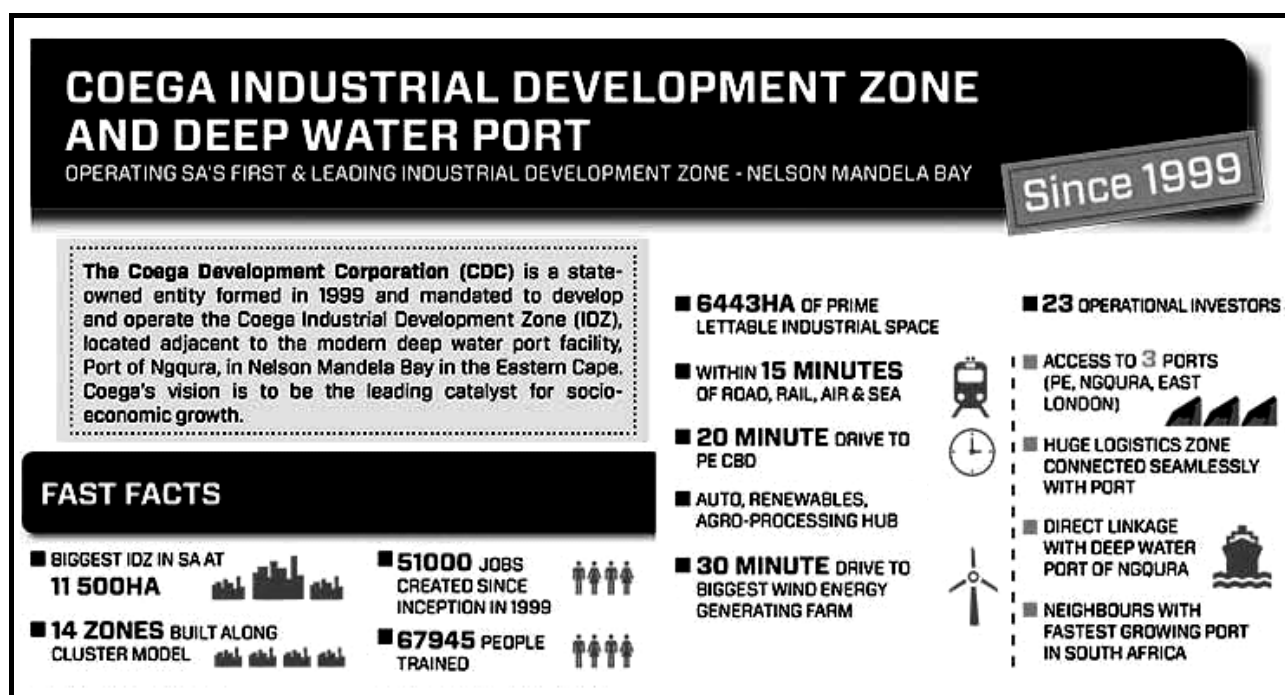 COEGA INDUSTRIAL DEVELOPMENT ZONE
AND DEEP WATER PORT
OPERATING SA'S FIRST & LEADING INDUSTRIAL DEVELOPMENT ZONE - NELSON MANDELA BAY
Since 1999
The Coega Development Corporation (CDC) is a state-
owned entity formed in 1999 and mandated to develop
and operate the Coega Industrial Development Zone (IDZ),
located adjacent to the modern deep water port facility,
Port of Ngqura, in Nelson Mandela Bay in the Eastern Cape.
Coega's vision is to be the leading catalyst for socio-
economic growth.
FAST FACTS
BIGGEST IDZ IN SA AT
11 500HA
14 ZONES BUILT ALONG
CLUSTER MODEL
51000 JOBS
CREATED SINCE
INCEPTION IN 1999
67945 PEOPLE
TRAINED
6443HA OF PRIME
LETTABLE INDUSTRIAL SPACE
WITHIN 15 MINUTES
OF ROAD, RAIL, AIR & SEA
20 MINUTE DRIVE TO
PE CBD
AUTO, RENEWABLES,
AGRO-PROCESSING HUB
30 MINUTE DRIVE TO
BIGGEST WIND ENERGY
GENERATING FARM
23 OPERATIONAL INVESTORS
ACCESS TO 3 PORTS
(PE, NGQURA, EAST
LONDON)
HUGE LOGISTICS ZONE
CONNECTED SEAMLESSLY
WITH PORT
DIRECT LINKAGE
WITH DEEP WATER
PORT OF NGQURA
NEIGHBOURS WITH
FASTEST GROWING PORT
IN SOUTH AFRICA